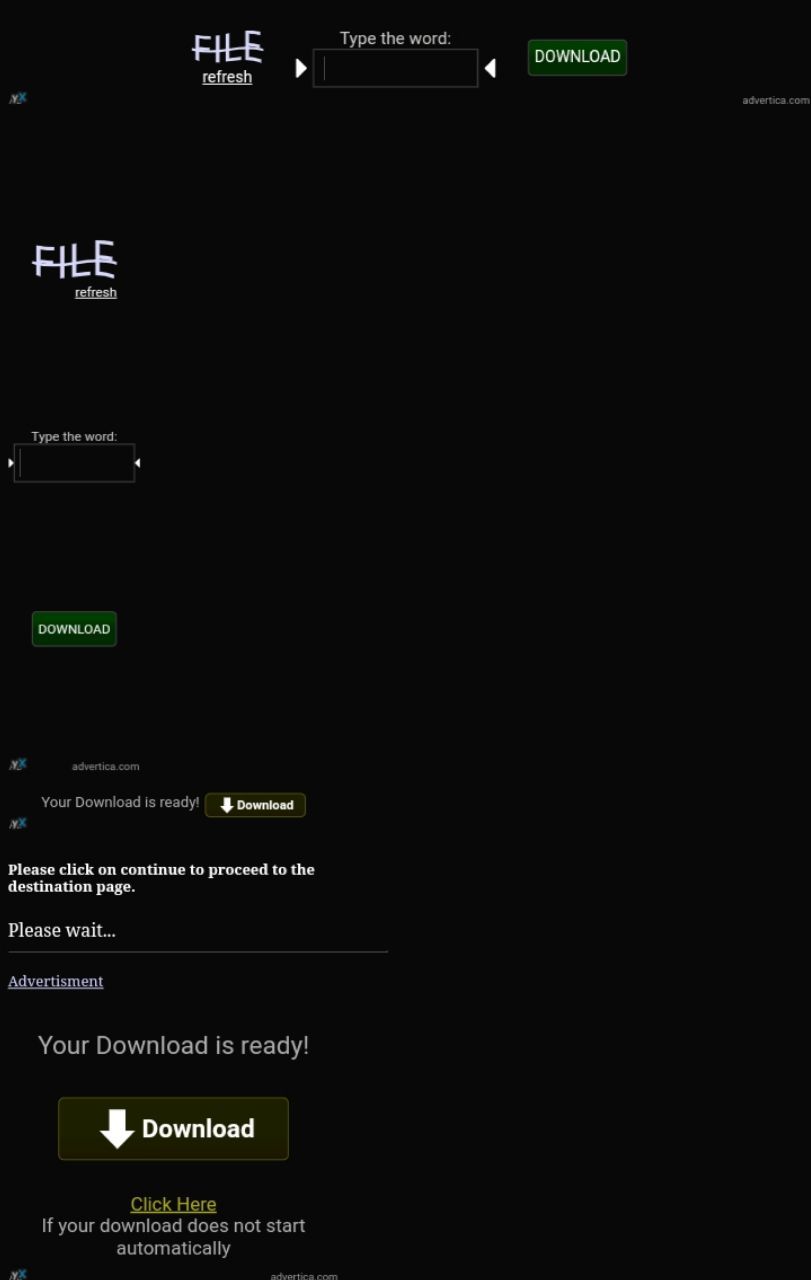 FILE
refresh
Type the word:
DOWNLOAD
advertica.com
FILE
refresh
Type the word:
DOWNLOAD
advertica.com
Your Download is ready!
Download
Please click on continue to proceed to the
destination page.
Please wait...
Advertisment
Your Download is ready!
Download
Click Here
If your download does not start
automatically
advertica.com